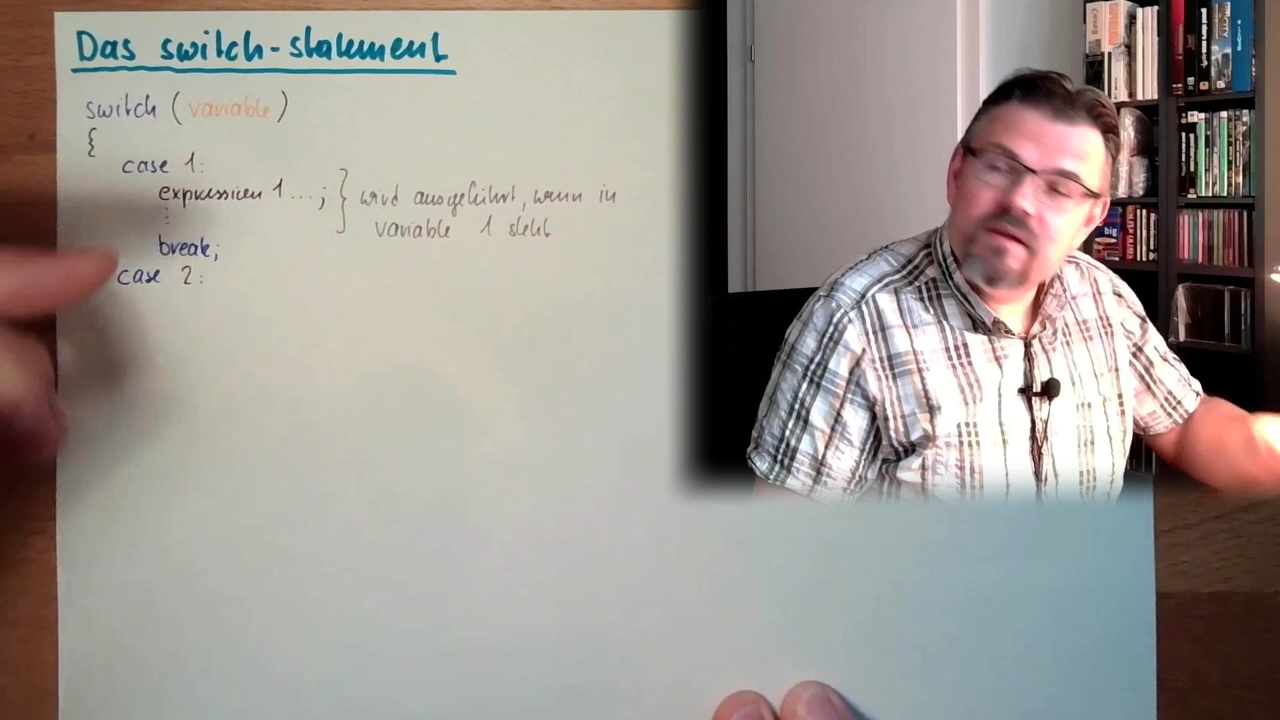 Das switch-statement
switch (variable)
{
case 1:
expression 1 ... ; } wird ausgeführt, wenn in
variable 1 steht
break;
case 2:
big